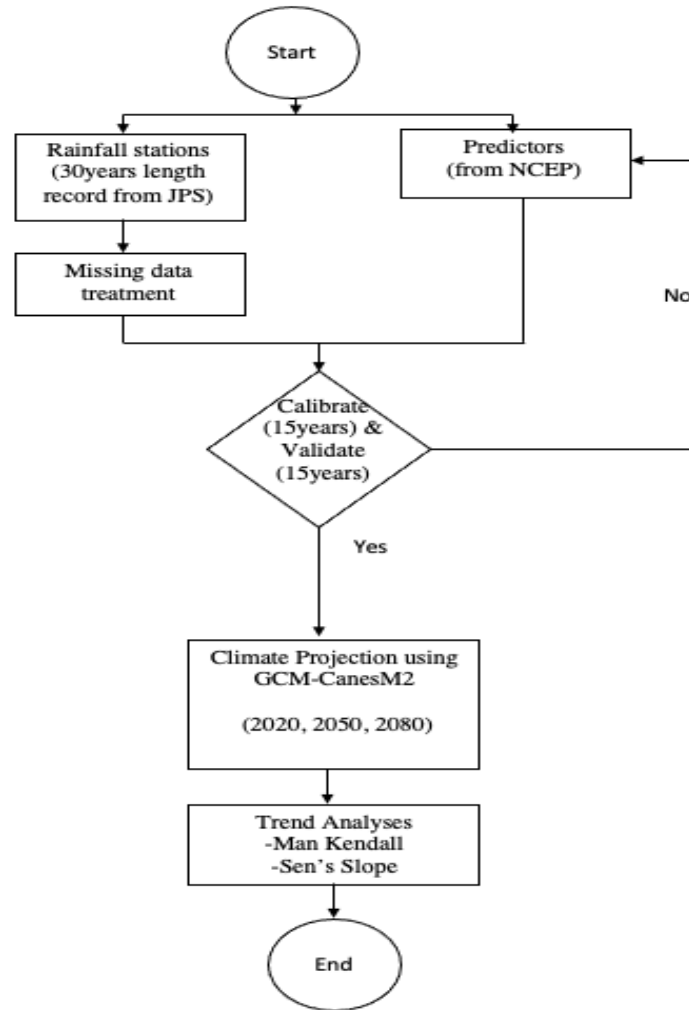 Start
Rainfall stations
(30years length
record from JPS)
Predictors
(from NCEP)
Missing data
treatment
No
Calibrate
(15years) &
Validate
(15years)
Yes
Climate Projection using
GCM-CanesM2
(2020, 2050, 2080)
Trend Analyses
-Man Kendall
-Sen's Slope
End